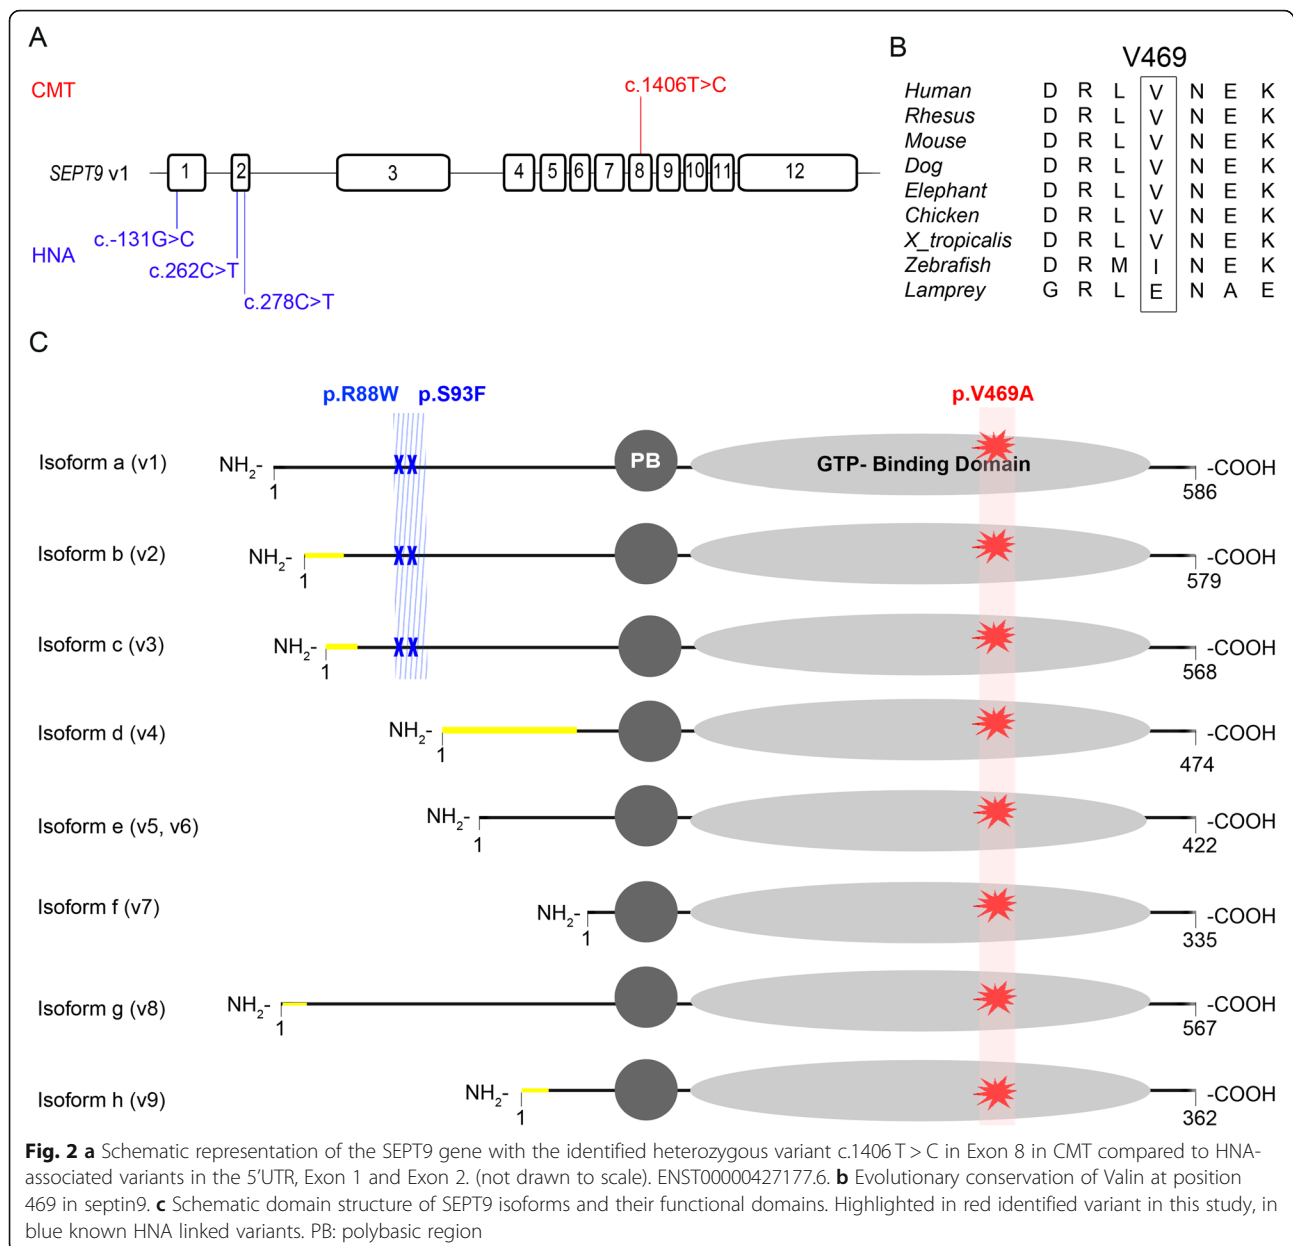 A
CMT
c.1406T>C
SEPT9 v1
1 2 3 4 5 6 7 8 9 10 11 12
c.-131G>C
HNA
c.262C>T
c.278C>T
B
V469
Human D R L V N E K
Rhesus D R L V N E K
Mouse D R L V N E K
Dog D R L V N E K
Elephant D R L V N E K
Chicken D R L V N E K
X_tropicalis D R L V N E K
Zebrafish D R M I N E K
Lamprey G R L E N A E
C
p.R88W p.S93F p.V469A
Isoform a (v1) NH2- PB GTP- Binding Domain -COOH
1 586
Isoform b (v2) NH2- -COOH
1 579
Isoform c (v3) NH2- -COOH
1 568
Isoform d (v4) NH2- -COOH
1 474
Isoform e (v5, v6) NH2- -COOH
1 422
Isoform f (v7) NH2- -COOH
1 335
Isoform g (v8) NH2- -COOH
1 567
Isoform h (v9) NH2- -COOH
1 362
Fig. 2 a Schematic representation of the SEPT9 gene with the identified heterozygous variant c.1406 T > C in Exon 8 in CMT compared to HNA-
associated variants in the 5′UTR, Exon 1 and Exon 2. (not drawn to scale). ENST00000427177.6. b Evolutionary conservation of Valin at position
469 in septin9. c Schematic domain structure of SEPT9 isoforms and their functional domains. Highlighted in red identified variant in this study, in
blue known HNA linked variants. PB: polybasic region